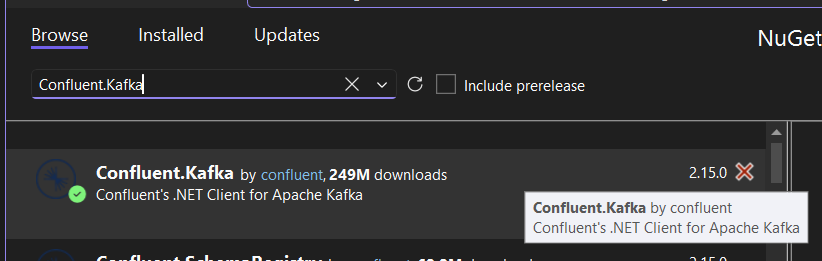 Browse Installed Updates NuGet
Confluent.Kafka Include prerelease
Confluent.Kafka by confluent, 249M downloads 2.15.0
Confluent's .NET Client for Apache Kafka
Confluent.Kafka by confluent
Confluent's .NET Client for Apache Kafka